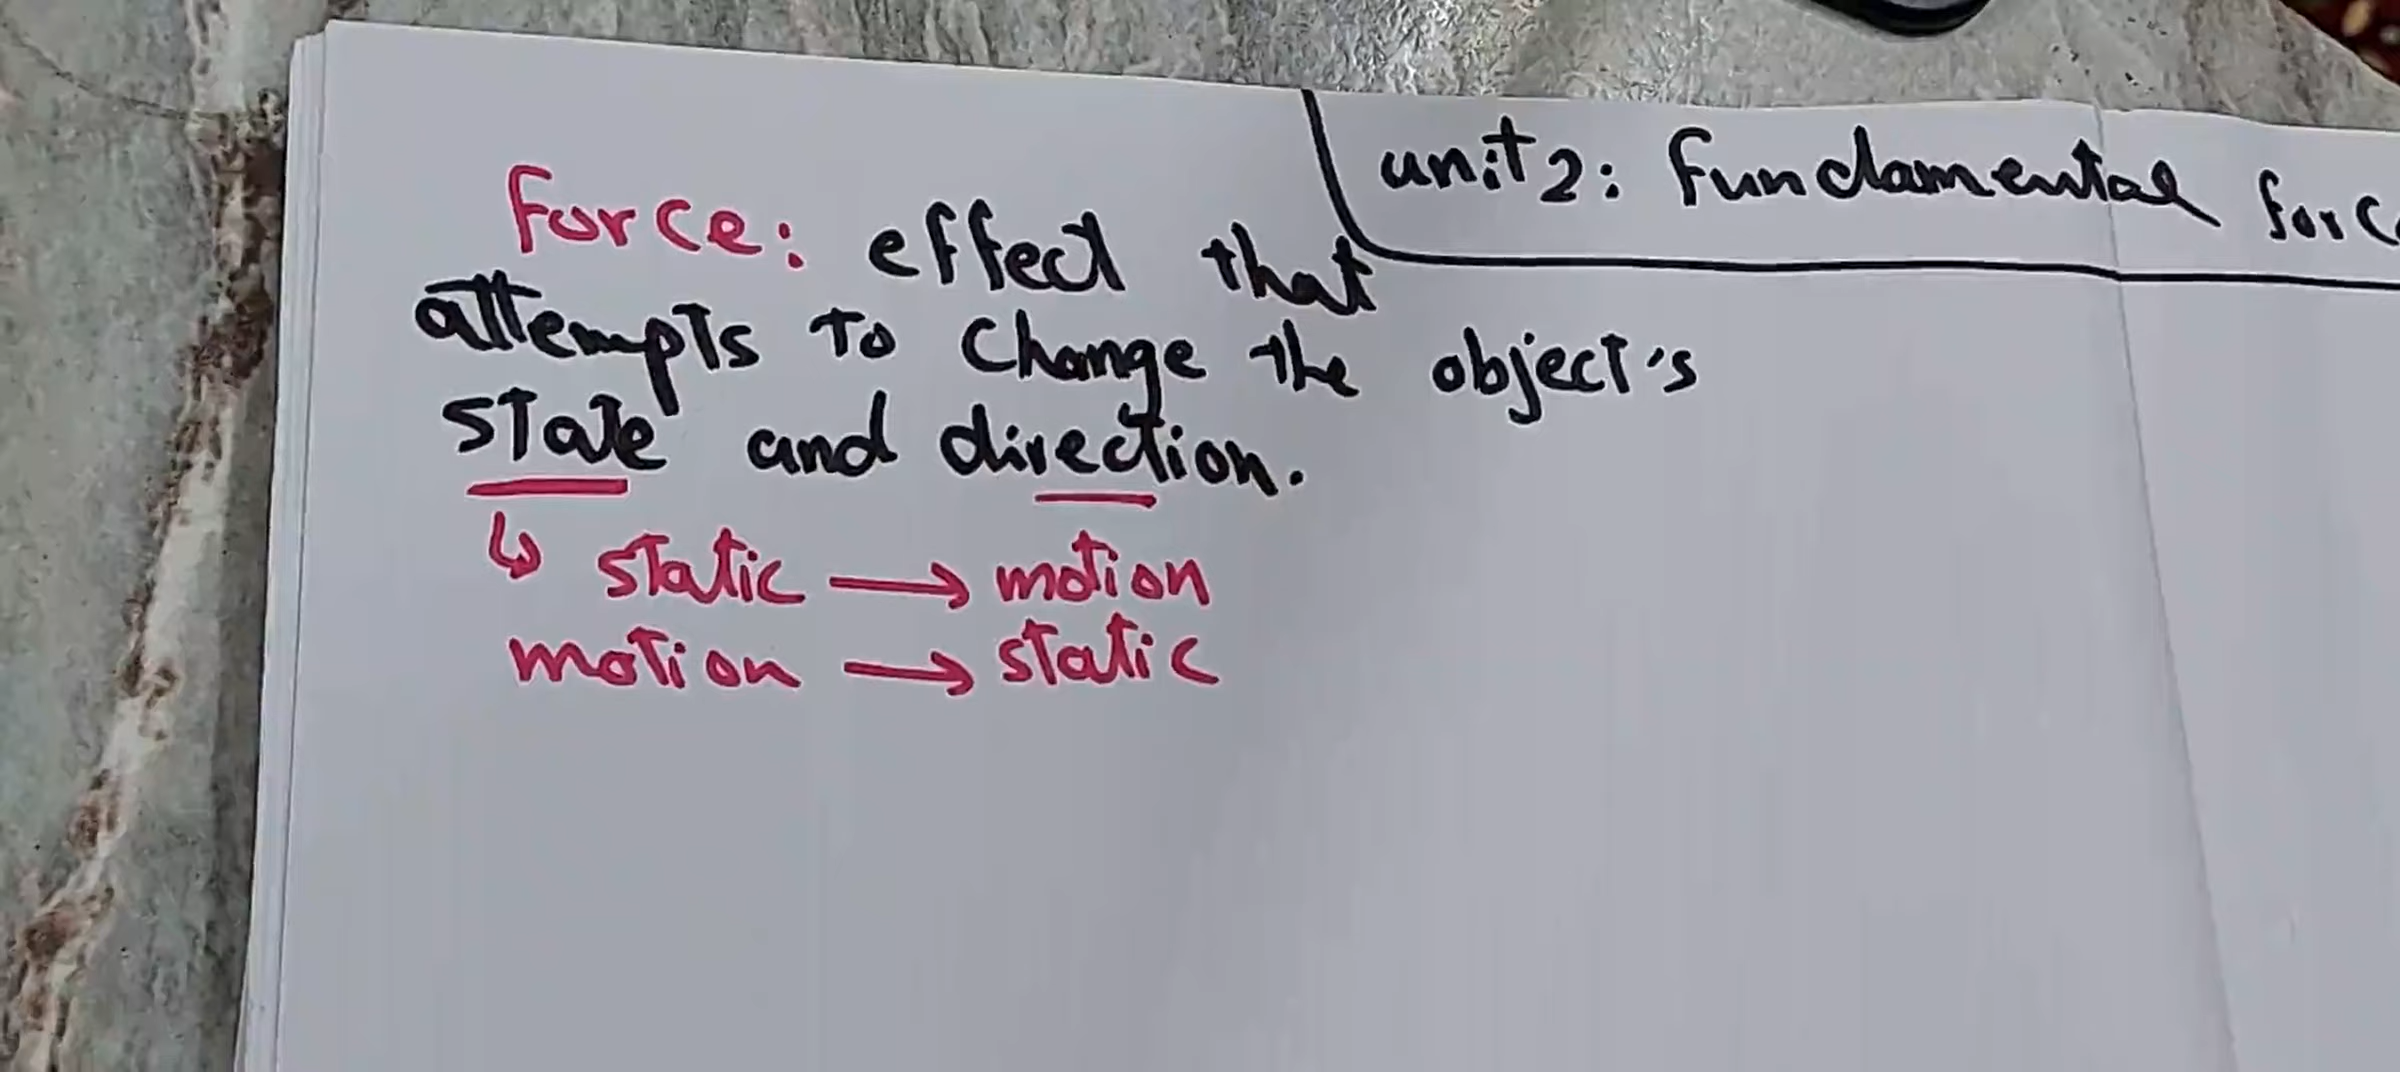 unit 2: Fundamental
Force: effect that
attempts to change the object's
state and direction.
↳ static → motion
motion → static